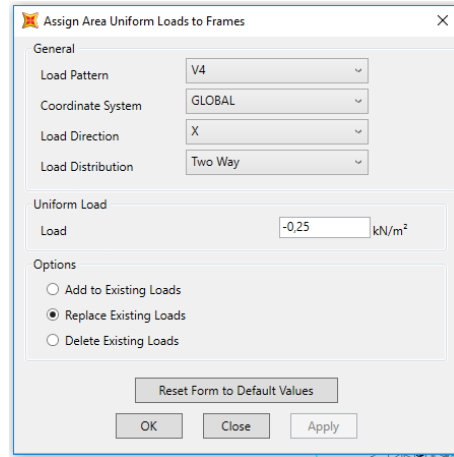 Assign Area Uniform Loads to Frames
General
Load Pattern V4
Coordinate System GLOBAL
Load Direction X
Load Distribution Two Way
Uniform Load
Load -0,25 kN/m²
Options
Add to Existing Loads
Replace Existing Loads
Delete Existing Loads
Reset Form to Default Values
OK Close Apply